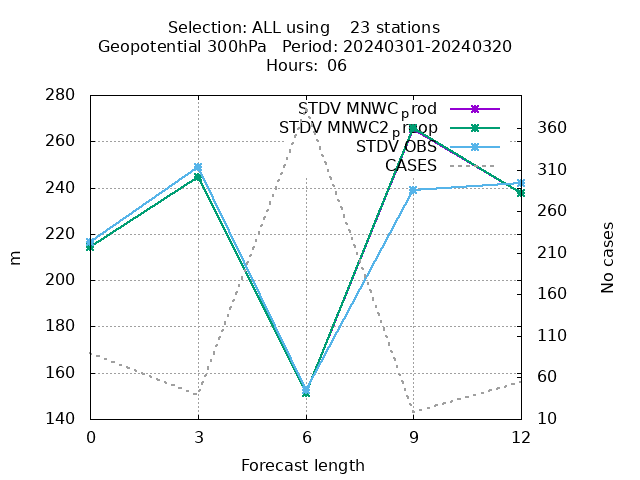 Selection: ALL using    23 stations
Geopotential 300hPa   Period: 20240301-20240320
Hours:  06
STDV MNWC_prod
STDV MNWC2_preop
STDV OBS
CASES
280
260
240
220
200
180
160
140
360
310
260
210
160
110
60
10
m
No cases
0 3 6 9 12
Forecast length